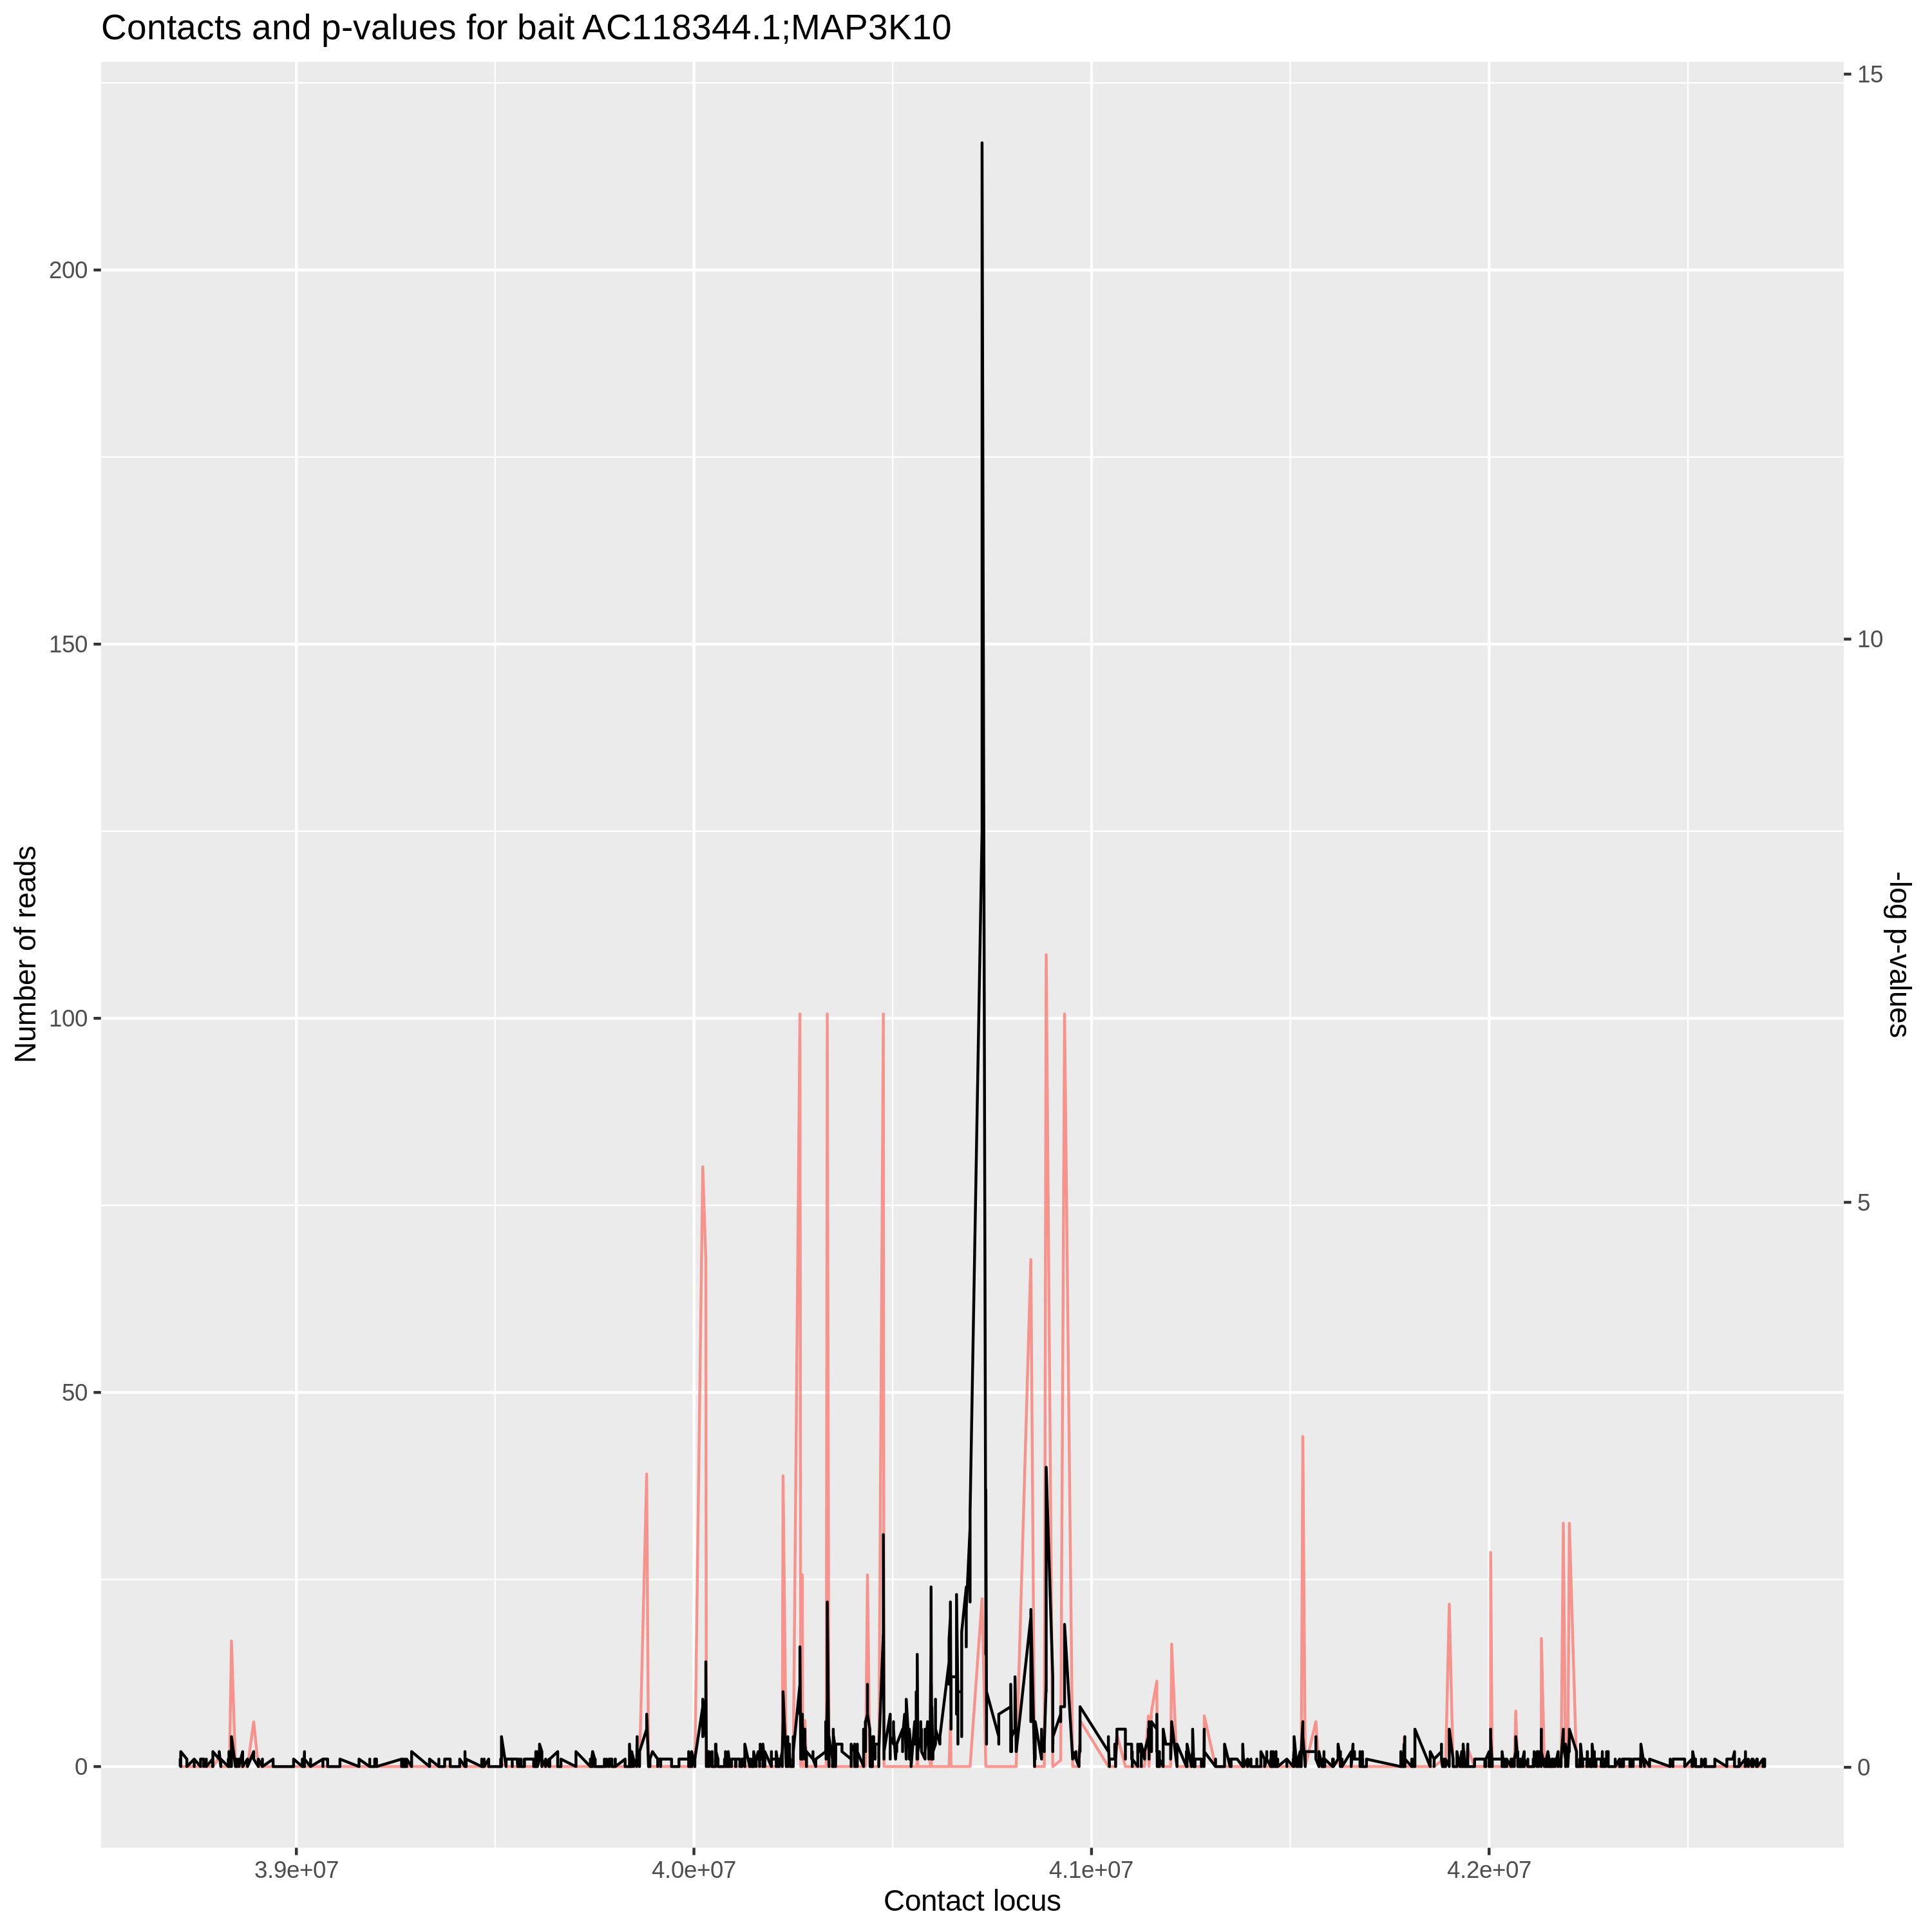 Contacts and p-values for bait AC118344.1;MAP3K10
15
200
150
10
Number of reads
-log p-values
100
5
50
0
0
3.9e+07 4.0e+07 4.1e+07 4.2e+07
Contact locus